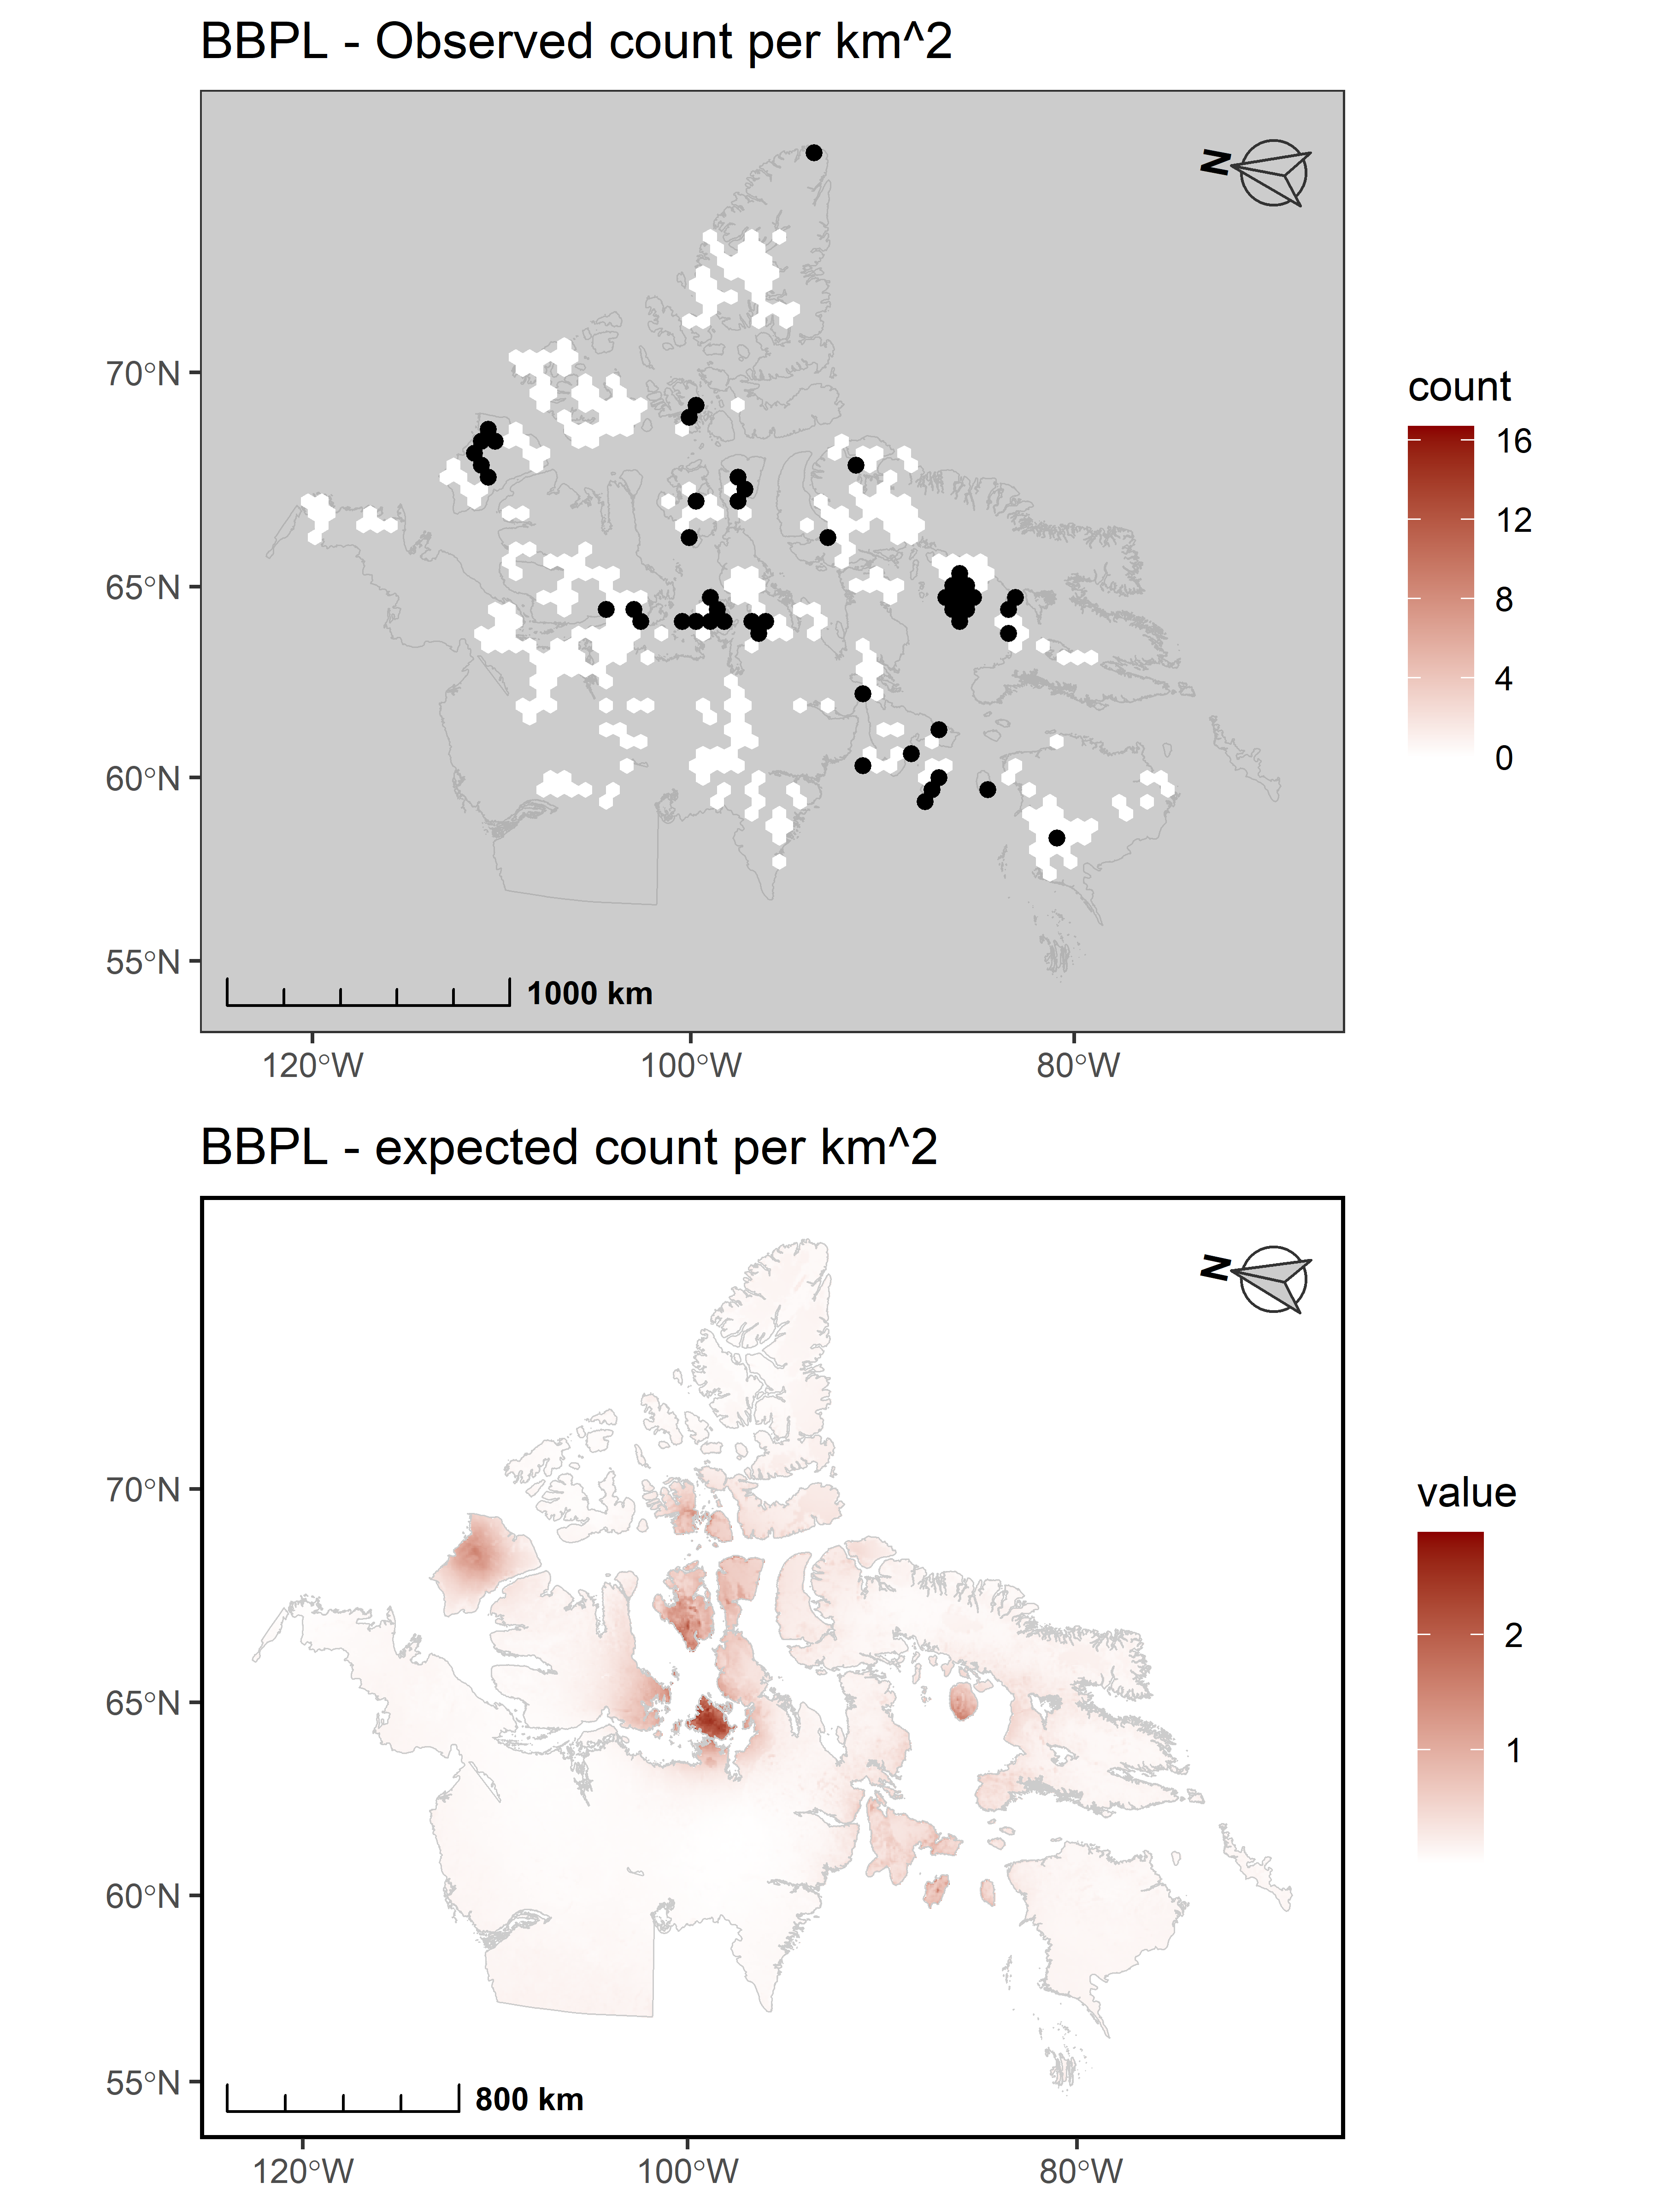 BBPL - Observed count per km^2
N
70°N
65°N
60°N
55°N
1000 km
120°W
100°W
80°W
count
16
12
8
4
0
BBPL - expected count per km^2
N
70°N
65°N
60°N
55°N
800 km
120°W
100°W
80°W
value
2
1